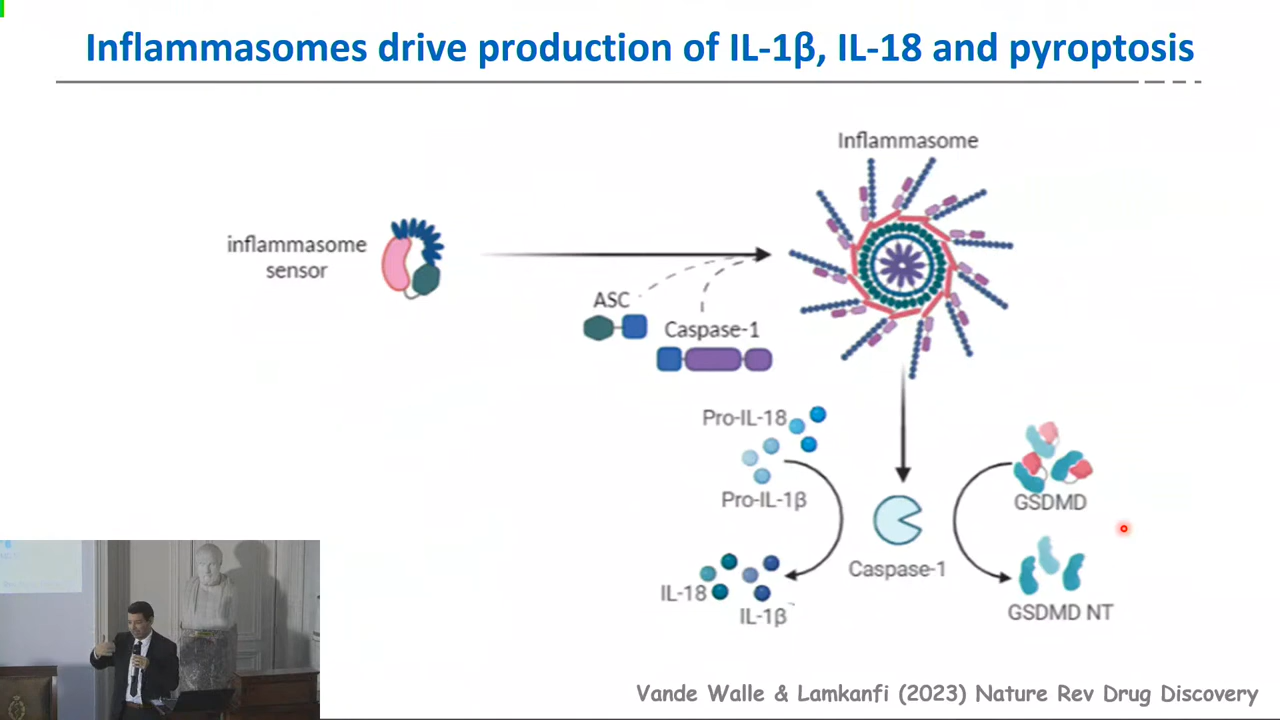 Inflammasomes drive production of IL-1β, IL-18 and pyroptosis
Inflammasome
inflammasome
sensor
ASC
Caspase-1
Pro-IL-18
Pro-IL-1β
GSDMD
Caspase-1
IL-18
IL-1β
GSDMD NT
Vande Walle & Lamkanfi (2023) Nature Rev Drug Discovery